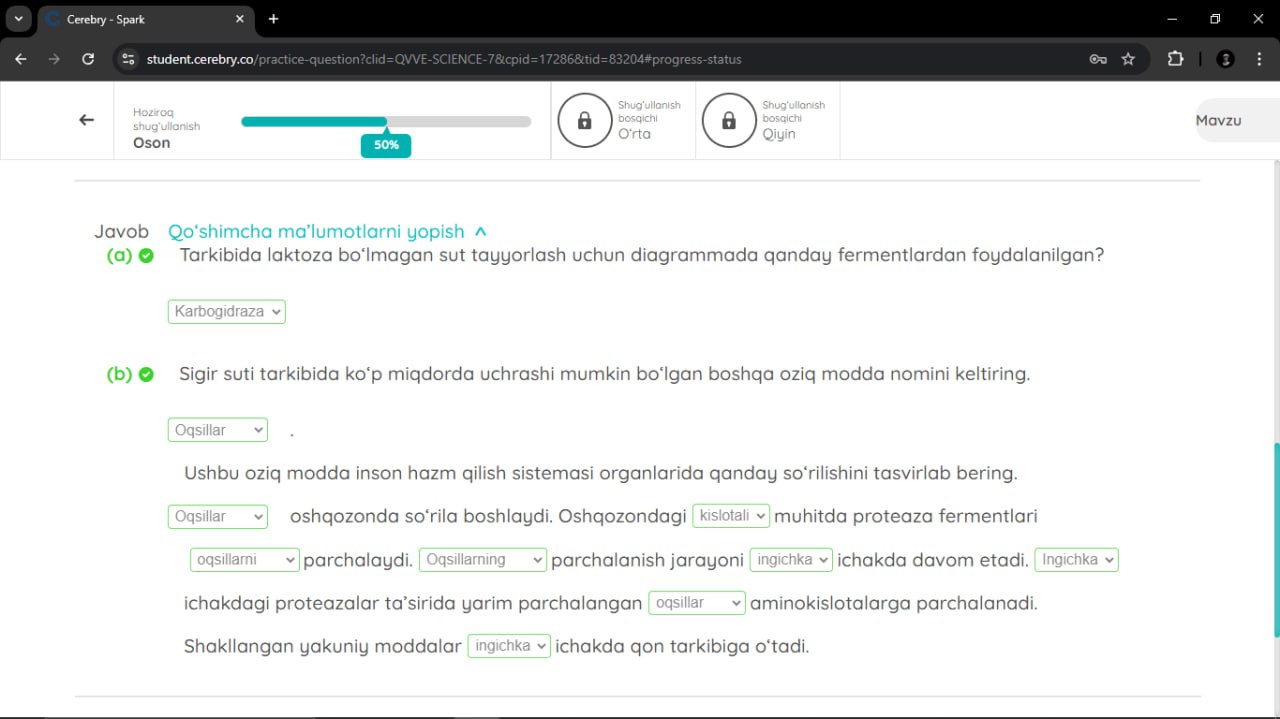 Cerebry - Spark
student.cerebry.co/practice-question?clid=QVVE-SCIENCE-7&cpid=17286&tid=83204#progress-status
Hoziroq
shug'ullanish
Oson
50%
Shug'ullanish
bosqichi
O'rta
Shug'ullanish
bosqichi
Qiyin
Mavzu
Javob Qo‘shimcha ma’lumotlarni yopish
(a) Tarkibida laktoza bo‘lmagan sut tayyorlash uchun diagrammada qanday fermentlardan foydalanilgan?
Karbogidraza
(b) Sigir suti tarkibida ko‘p miqdorda uchrashi mumkin bo‘lgan boshqa oziq modda nomini keltiring.
Oqsillar .
Ushbu oziq modda inson hazm qilish sistemasi organlarida qanday so‘rilishini tasvirlab bering.
Oqsillar oshqozonda so‘rila boshlaydi. Oshqozondagi kislotali muhitda proteaza fermentlari
oqsillarni parchalaydi. Oqsillarning parchalanish jarayoni ingichka ichakda davom etadi. Ingichka
ichakdagi proteazalar ta’sirida yarim parchalangan oqsillar aminokislotalarga parchalanadi.
Shakllangan yakuniy moddalar ingichka ichakda qon tarkibiga o‘tadi.